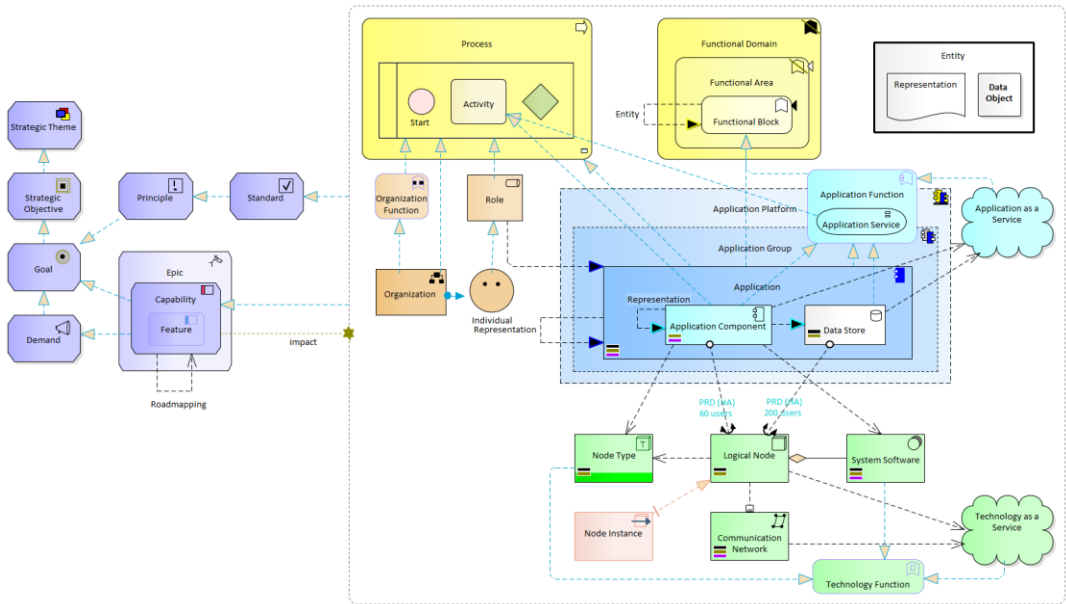 Process
Functional Domain
Entity
Functional Area
Representation
Data
Object
Activity
Start
Entity
Functional Block
Strategic Theme
Strategic
Objective
Principle
Standard
Organization
Function
Role
Application Function
Application Platform
Application Service
Application as a
Service
Goal
Epic
Application Group
Capability
Organization
Application
Representation
Feature
Individual
Representation
Application Component
Data Store
Demand
impact
Roadmapping
PRD (HA)
60 users
PRD (HA)
200 users
Node Type
Logical Node
System Software
Node Instance
Communication
Network
Technology as a
Service
Technology Function